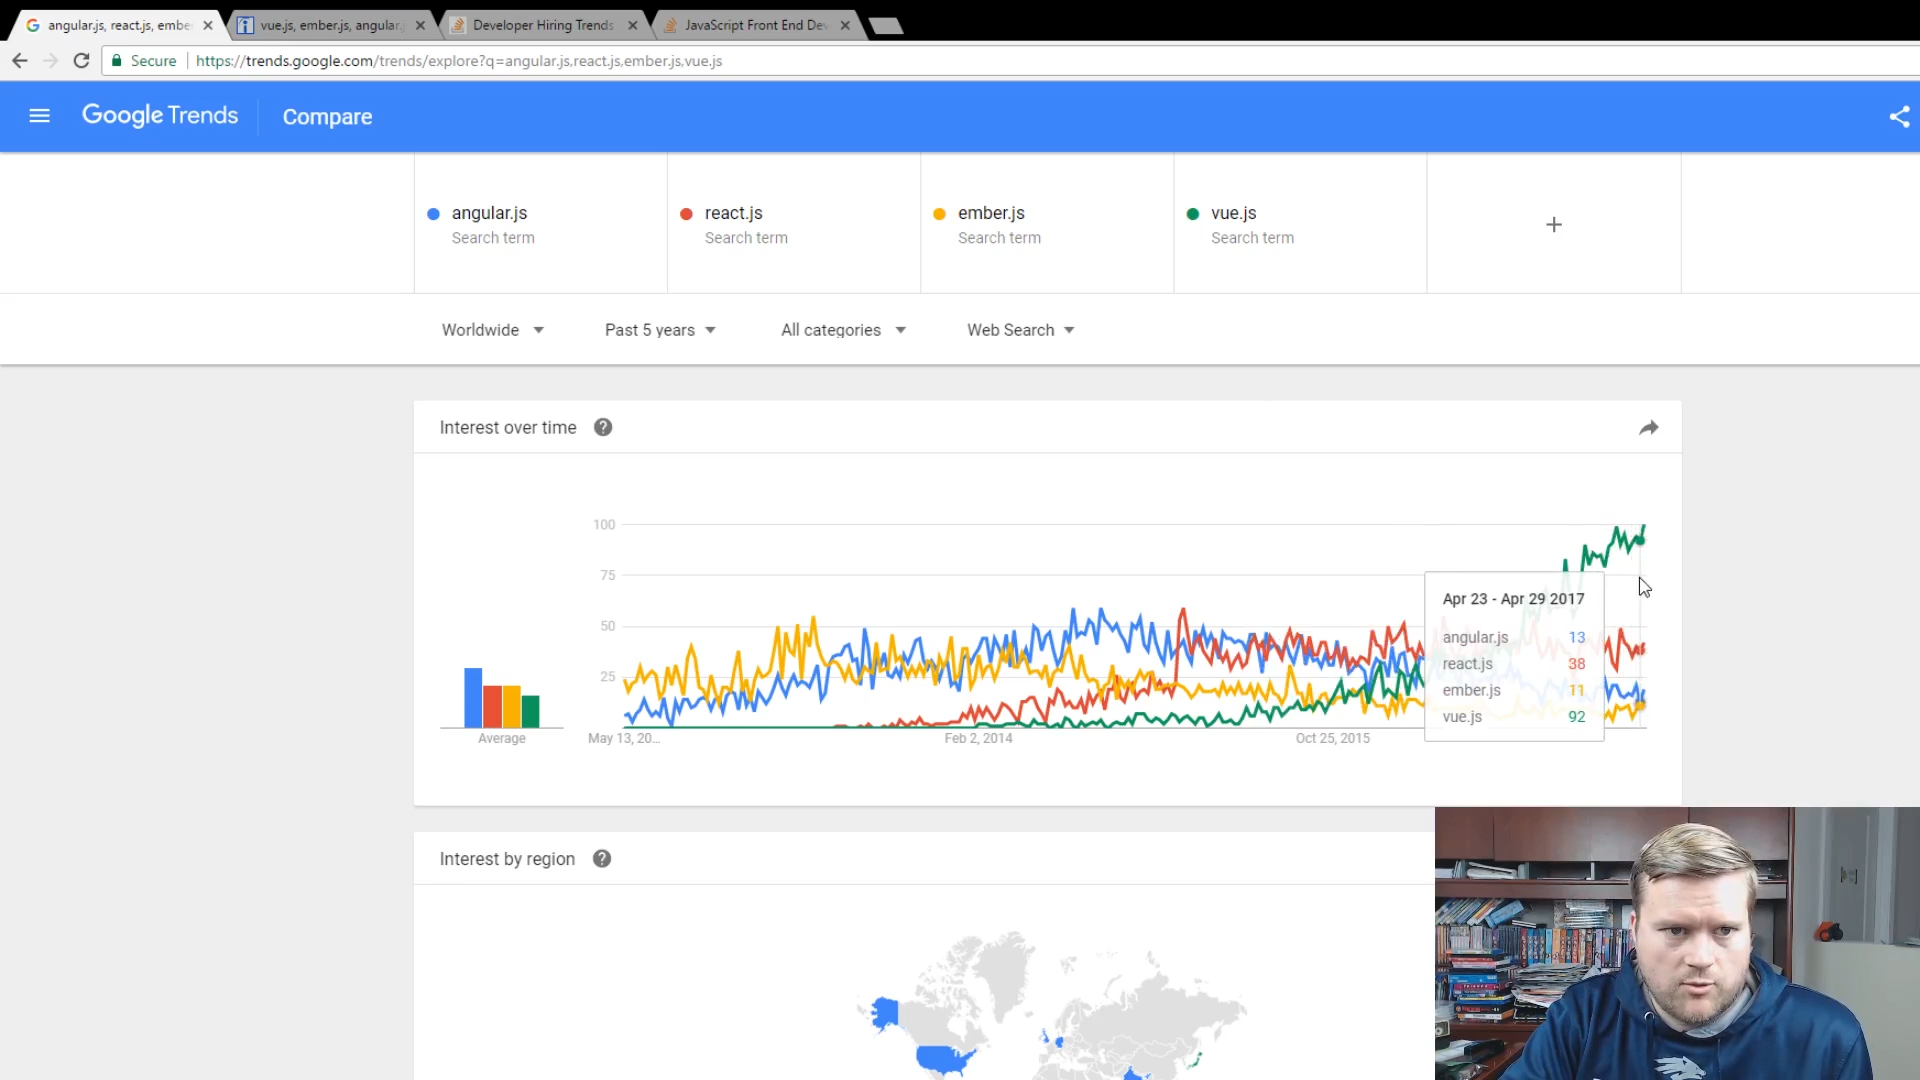 angular.js, react.js, embe
vue.js, ember.js, angular.
Developer Hiring Trends
JavaScript Front End Dev
Secure
https://trends.google.com/trends/explore?q=angular.js,react.js,ember.js,vue.js
Google Trends
Compare
angular.js
Search term
react.js
Search term
ember.js
Search term
vue.js
Search term
+
Worldwide
Past 5 years
All categories
Web Search
Interest over time
?
100
75
50
25
Average
May 13, 20...
Feb 2, 2014
Oct 25, 2015
Apr 23 - Apr 29 2017
angular.js 13
react.js 38
ember.js 11
vue.js 92
Interest by region
?